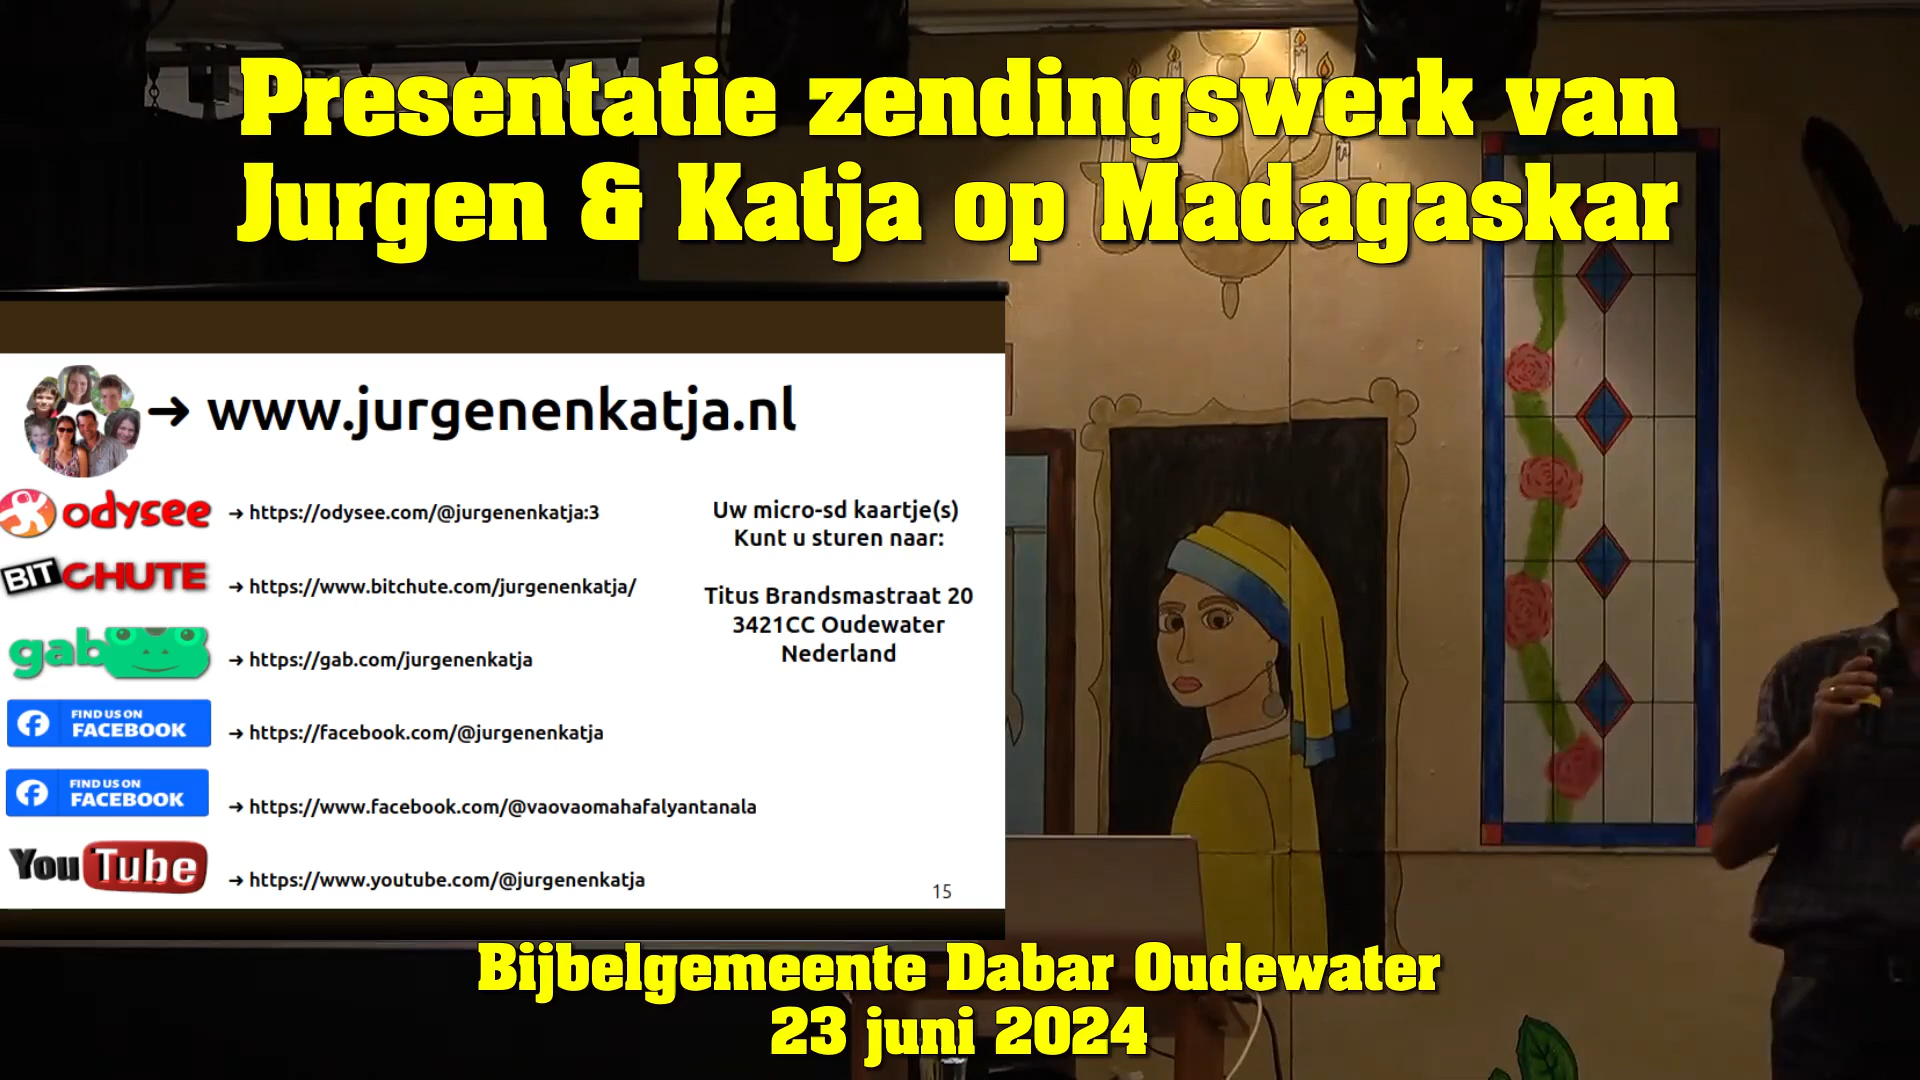 Presentatie zendingswerk van
Jurgen & Katja op Madagaskar
➔ www.jurgenenkatja.nl
odysee ➔ https://odysee.com/@jurgenenkatja:3
BITCHUTE ➔ https://www.bitchute.com/jurgenenkatja/
gab ➔ https://gab.com/jurgenenkatja
FIND US ON
FACEBOOK ➔ https://facebook.com/@jurgenenkatja
FIND US ON
FACEBOOK ➔ https://www.facebook.com/@vaovaomahafalyantanala
YouTube ➔ https://www.youtube.com/@jurgenenkatja
Uw micro-sd kaartje(s)
Kunt u sturen naar:
Titus Brandsmastraat 20
3421CC Oudewater
Nederland
15
Bijbelgemeente Dabar Oudewater
23 juni 2024